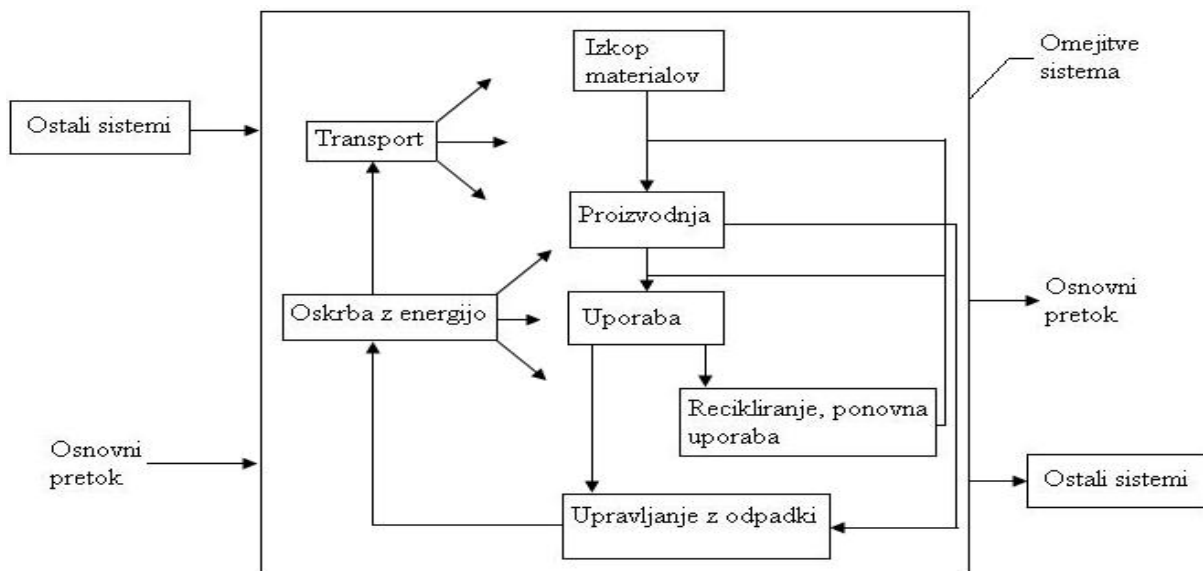 Izkop
materialov
Omejitve
sistema
Ostali sistemi
Transport
Proizvodnja
Oskrba z energijo
Uporaba
Osnovni
pretok
Recikliranje, ponovna
uporaba
Osnovni
pretok
Ostali sistemi
Upravljanje z odpadki